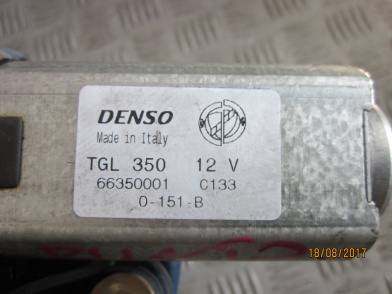 DENSO
Made in Italy
TGL 350 12 V
66350001 C133
0-151-B
18/08/2017